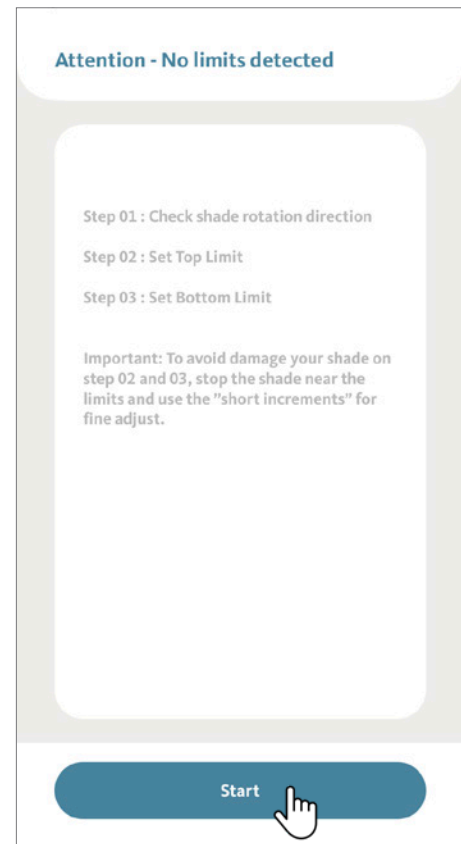 Attention - No limits detected
Step 01 : Check shade rotation direction
Step 02 : Set Top Limit
Step 03 : Set Bottom Limit
Important: To avoid damage your shade on
step 02 and 03, stop the shade near the
limits and use the "short increments" for
fine adjust.
Start